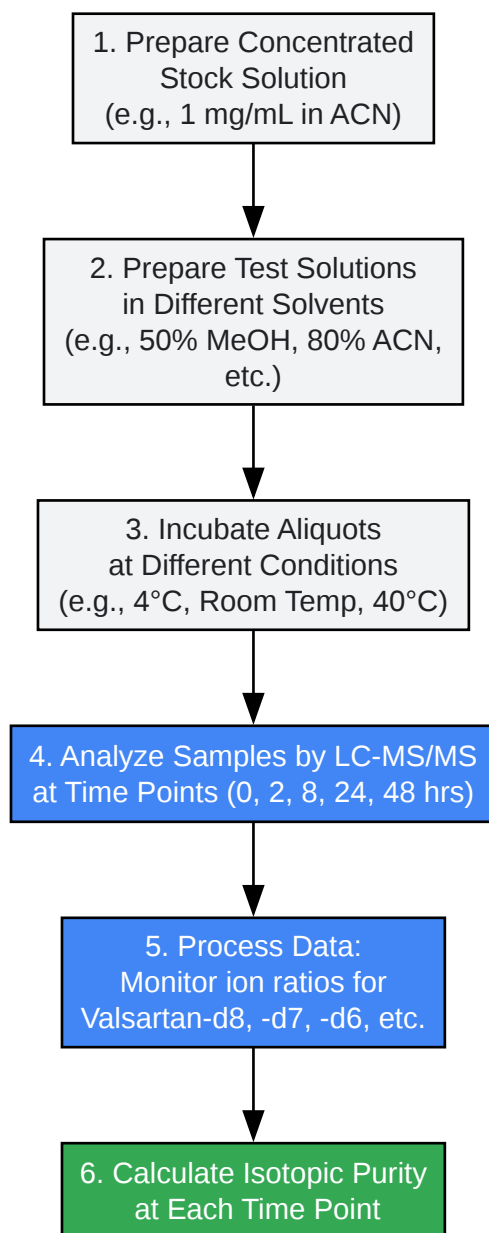 1. Prepare Concentrated
Stock Solution
(e.g., 1 mg/mL in ACN)
2. Prepare Test Solutions
in Different Solvents
(e.g., 50% MeOH, 80% ACN,
etc.)
3. Incubate Aliquots
at Different Conditions
(e.g., 4°C, Room Temp, 40°C)
4. Analyze Samples by LC-MS/MS
at Time Points (0, 2, 8, 24, 48 hrs)
5. Process Data:
Monitor ion ratios for
Valsartan-d8, -d7, -d6, etc.
6. Calculate Isotopic Purity
at Each Time Point